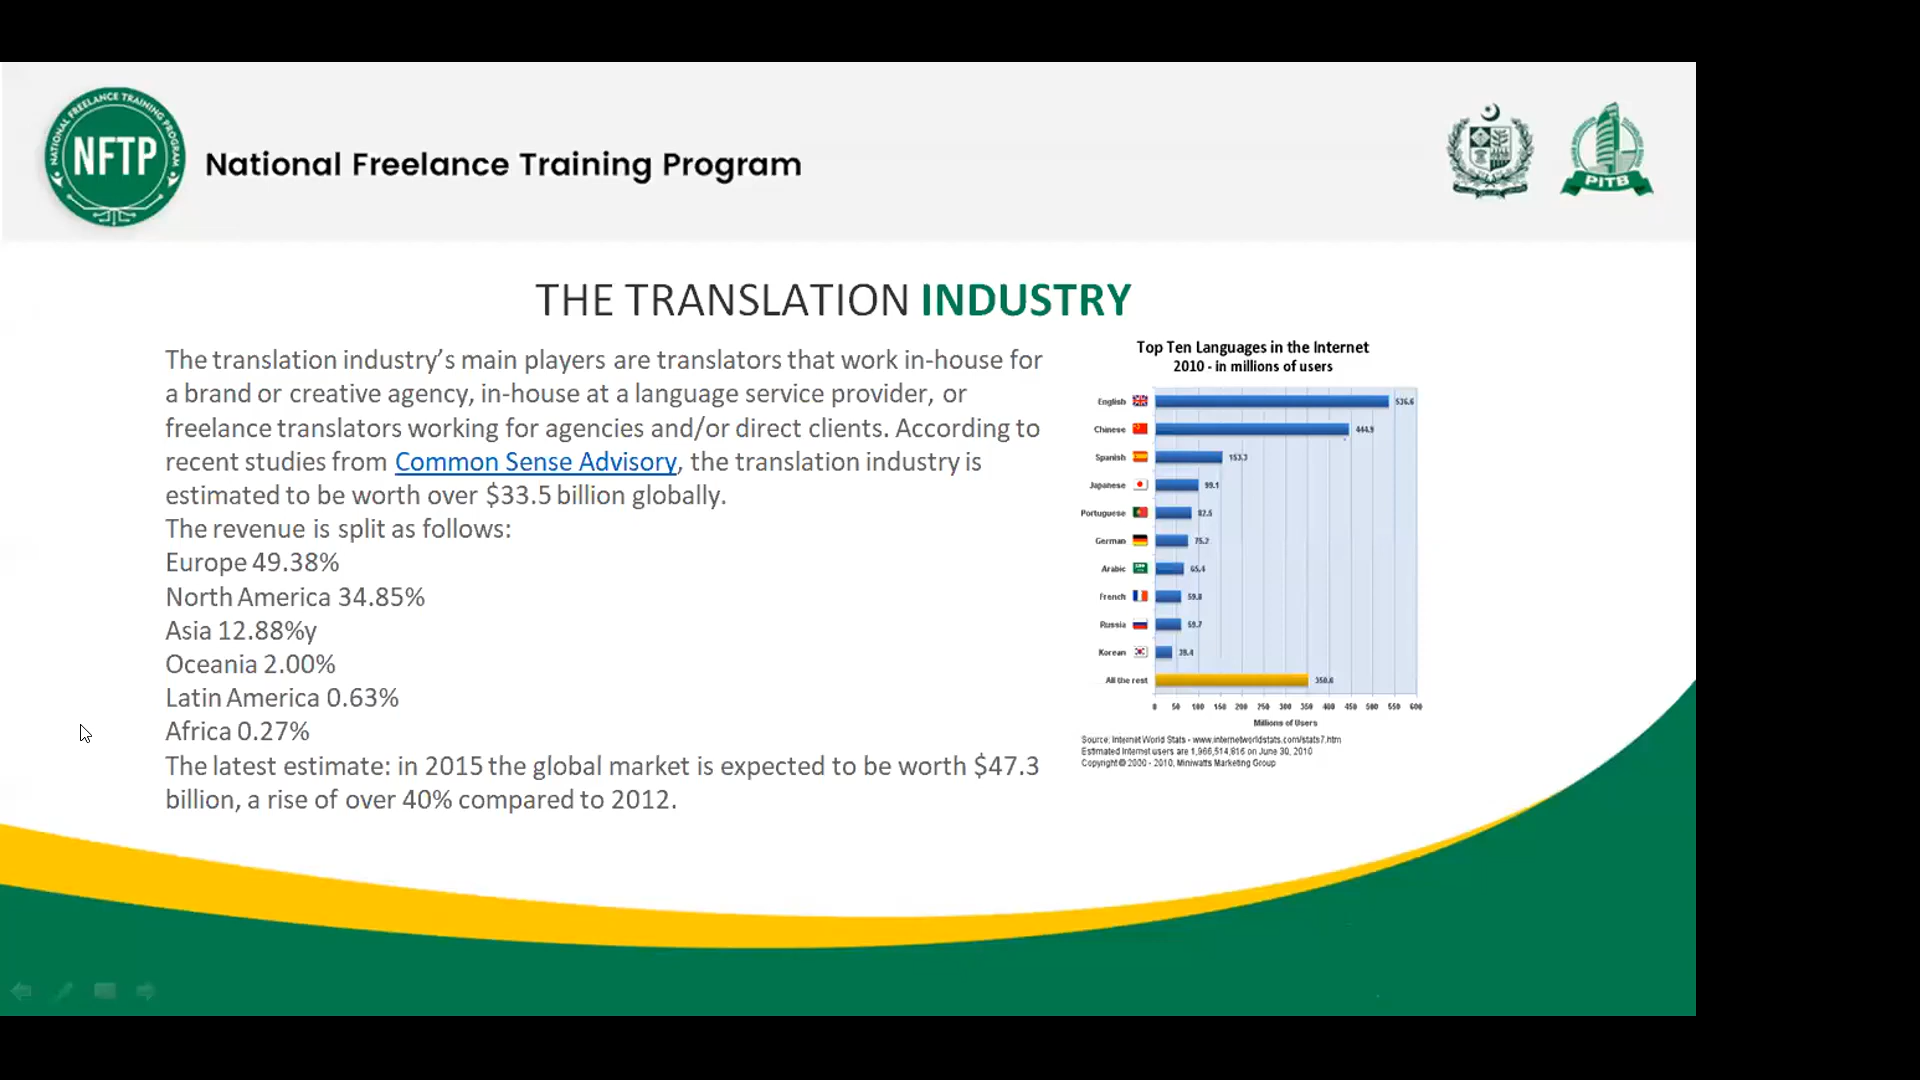 NATIONAL FREELANCE TRAINING PROGRAM
NFTP
National Freelance Training Program
PITB
THE TRANSLATION INDUSTRY
The translation industry’s main players are translators that work in-house for
a brand or creative agency, in-house at a language service provider, or
freelance translators working for agencies and/or direct clients. According to
recent studies from Common Sense Advisory, the translation industry is
estimated to be worth over $33.5 billion globally.
The revenue is split as follows:
Europe 49.38%
North America 34.85%
Asia 12.88%y
Oceania 2.00%
Latin America 0.63%
Africa 0.27%
The latest estimate: in 2015 the global market is expected to be worth $47.3
billion, a rise of over 40% compared to 2012.
Top Ten Languages in the Internet
2010 - in millions of users
English 536.6
Chinese 444.9
Spanish 153.3
Japanese 99.1
Portuguese 82.5
German 75.2
Arabic 65.4
French 59.8
Russia 59.7
Korean 39.4
All the rest 350.6
0 50 100 150 200 250 300 350 400 450 500 550 600
Millions of Users
Source: Internet World Stats - www.internetworldstats.com/stats7.htm
Estimated Internet users are 1,966,514,816 on June 30, 2010
Copyright © 2000 - 2010, Miniwatts Marketing Group